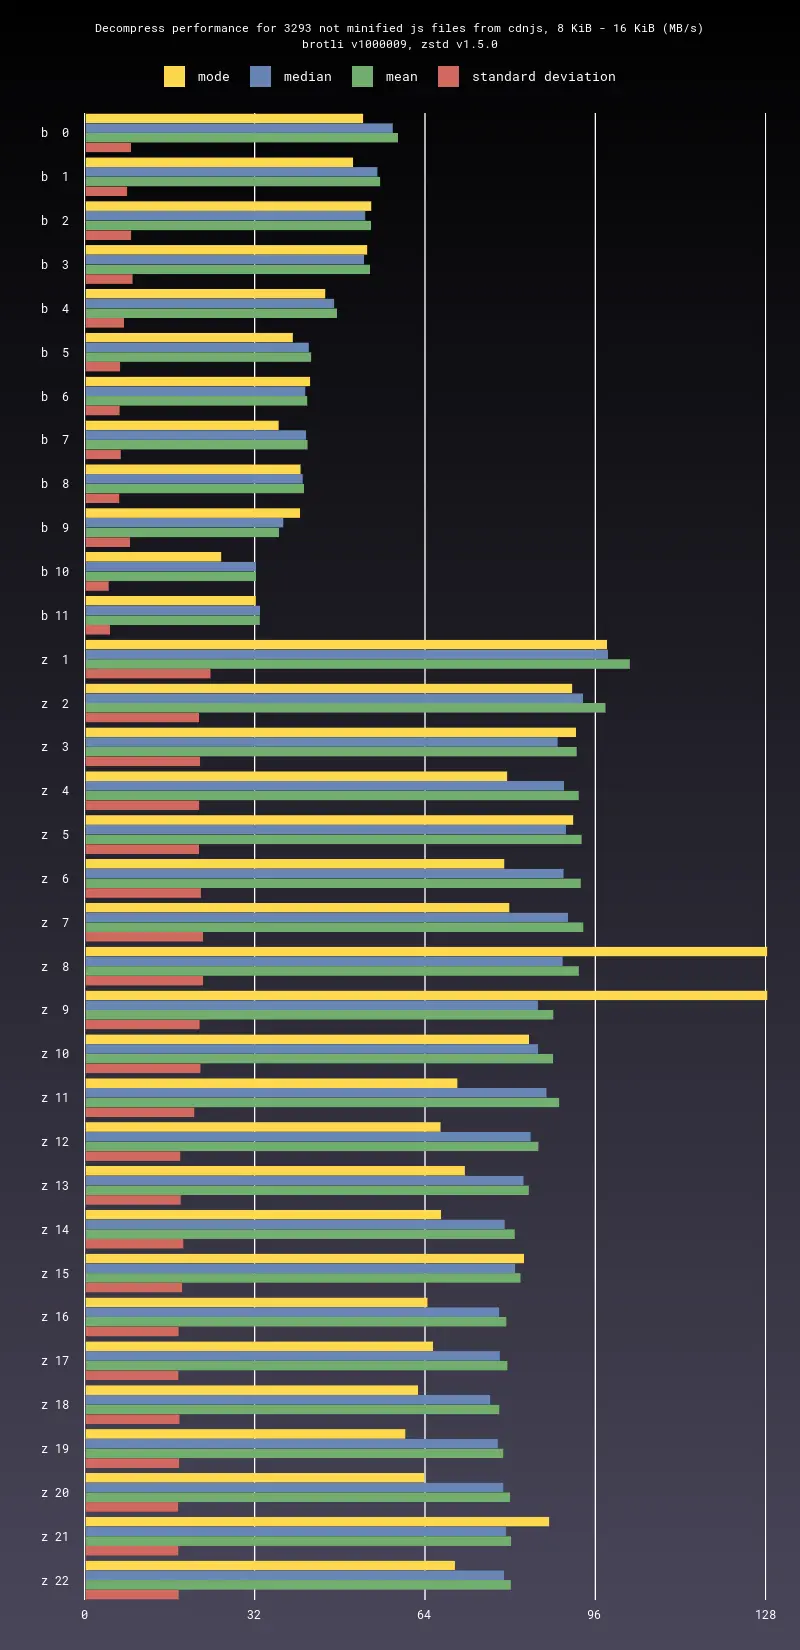 Decompress performance for 3293 not minified js files from cdnjs, 8 KiB - 16 KiB (MB/s)
brotli v1000009, zstd v1.5.0
mode median mean standard deviation
b 0
b 1
b 2
b 3
b 4
b 5
b 6
b 7
b 8
b 9
b 10
b 11
z 1
z 2
z 3
z 4
z 5
z 6
z 7
z 8
z 9
z 10
z 11
z 12
z 13
z 14
z 15
z 16
z 17
z 18
z 19
z 20
z 21
z 22
0 32 64 96 128